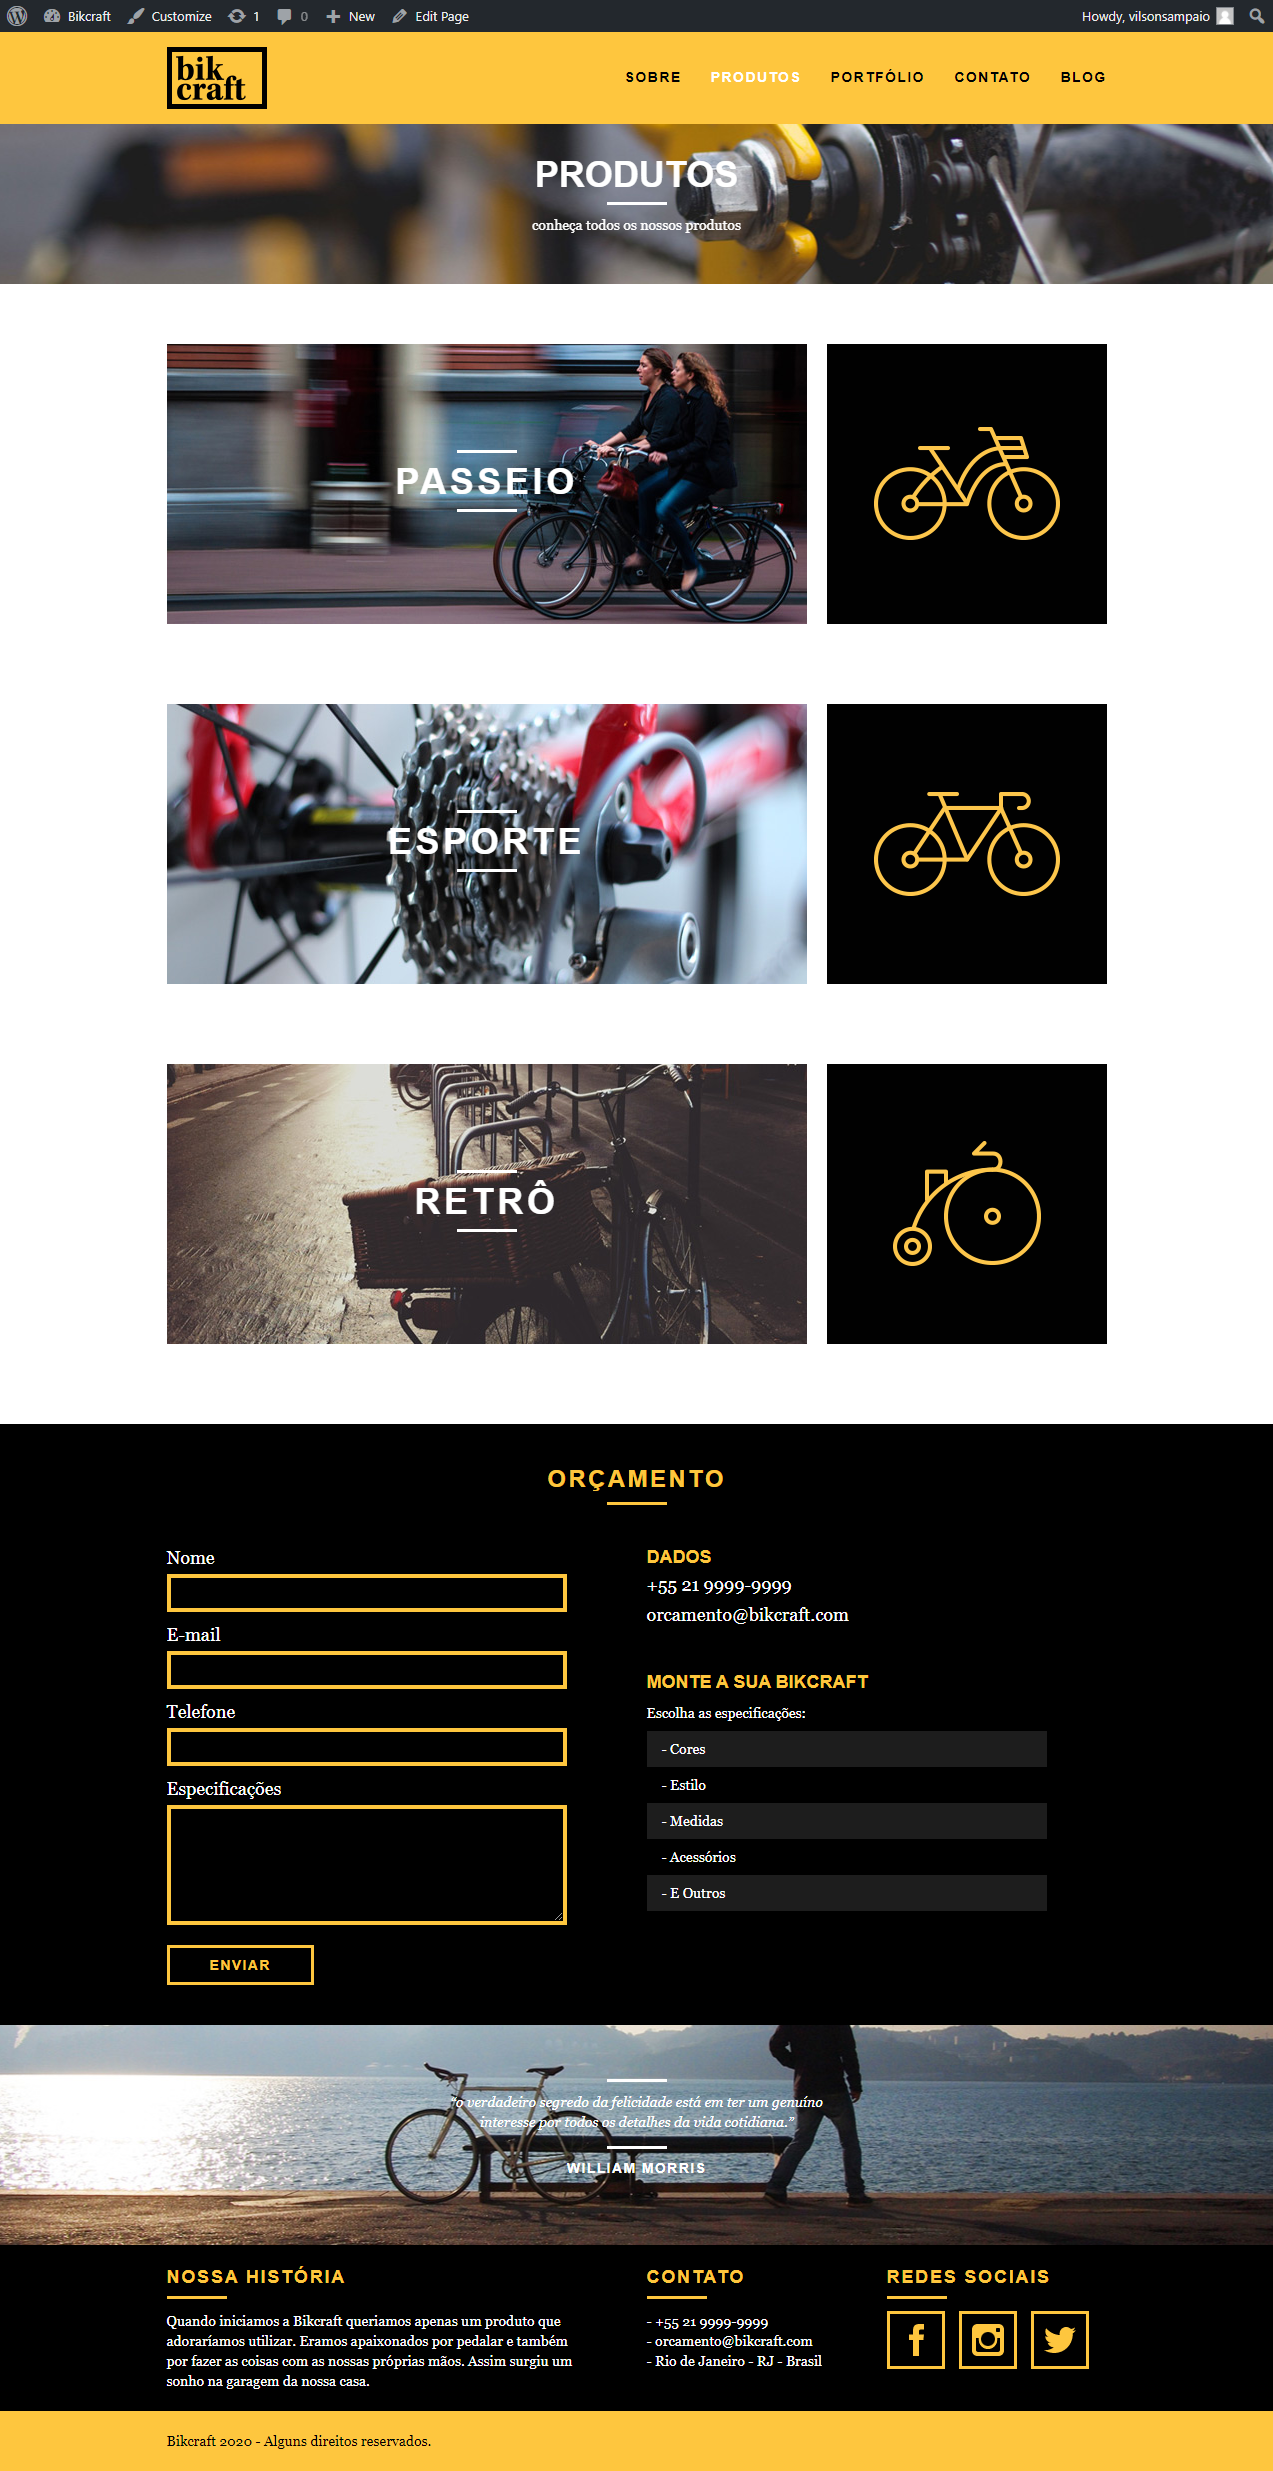 Bikcraft Customize 1 0 New Edit Page Howdy, vilsonsampaio
bik
craft
SOBRE PRODUTOS PORTFÓLIO CONTATO BLOG
PRODUTOS
conheça todos os nossos produtos
PASSEIO
ESPORTE
RETRÔ
ORÇAMENTO
Nome
E-mail
Telefone
Especificações
ENVIAR
DADOS
+55 21 9999-9999
orcamento@bikcraft.com
MONTE A SUA BIKCRAFT
Escolha as especificações:
- Cores
- Estilo
- Medidas
- Acessórios
- E Outros
“o verdadeiro segredo da felicidade está em ter um genuíno
interesse por todos os detalhes da vida cotidiana.”
WILLIAM MORRIS
NOSSA HISTÓRIA
Quando iniciamos a Bikcraft queriamos apenas um produto que
adoraríamos utilizar. Eramos apaixonados por pedalar e também
por fazer as coisas com as nossas próprias mãos. Assim surgiu um
sonho na garagem da nossa casa.
CONTATO
- +55 21 9999-9999
- orcamento@bikcraft.com
- Rio de Janeiro - RJ - Brasil
REDES SOCIAIS
Bikcraft 2020 - Alguns direitos reservados.